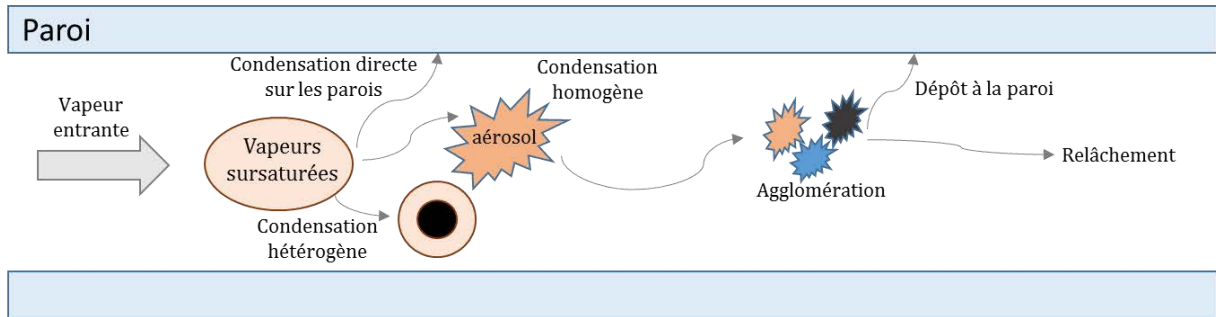 Paroi
Vapeur
entrante
Vapeurs
sursaturées
Condensation directe
sur les parois
Condensation
hétérogène
aérosol
Condensation
homogène
Agglomération
Dépôt à la paroi
Relâchement